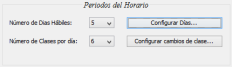 Periodos del Horario
Número de Días Hábiles: 5 Configurar Días...
Número de Clases por día: 6 Configurar cambios de clase...